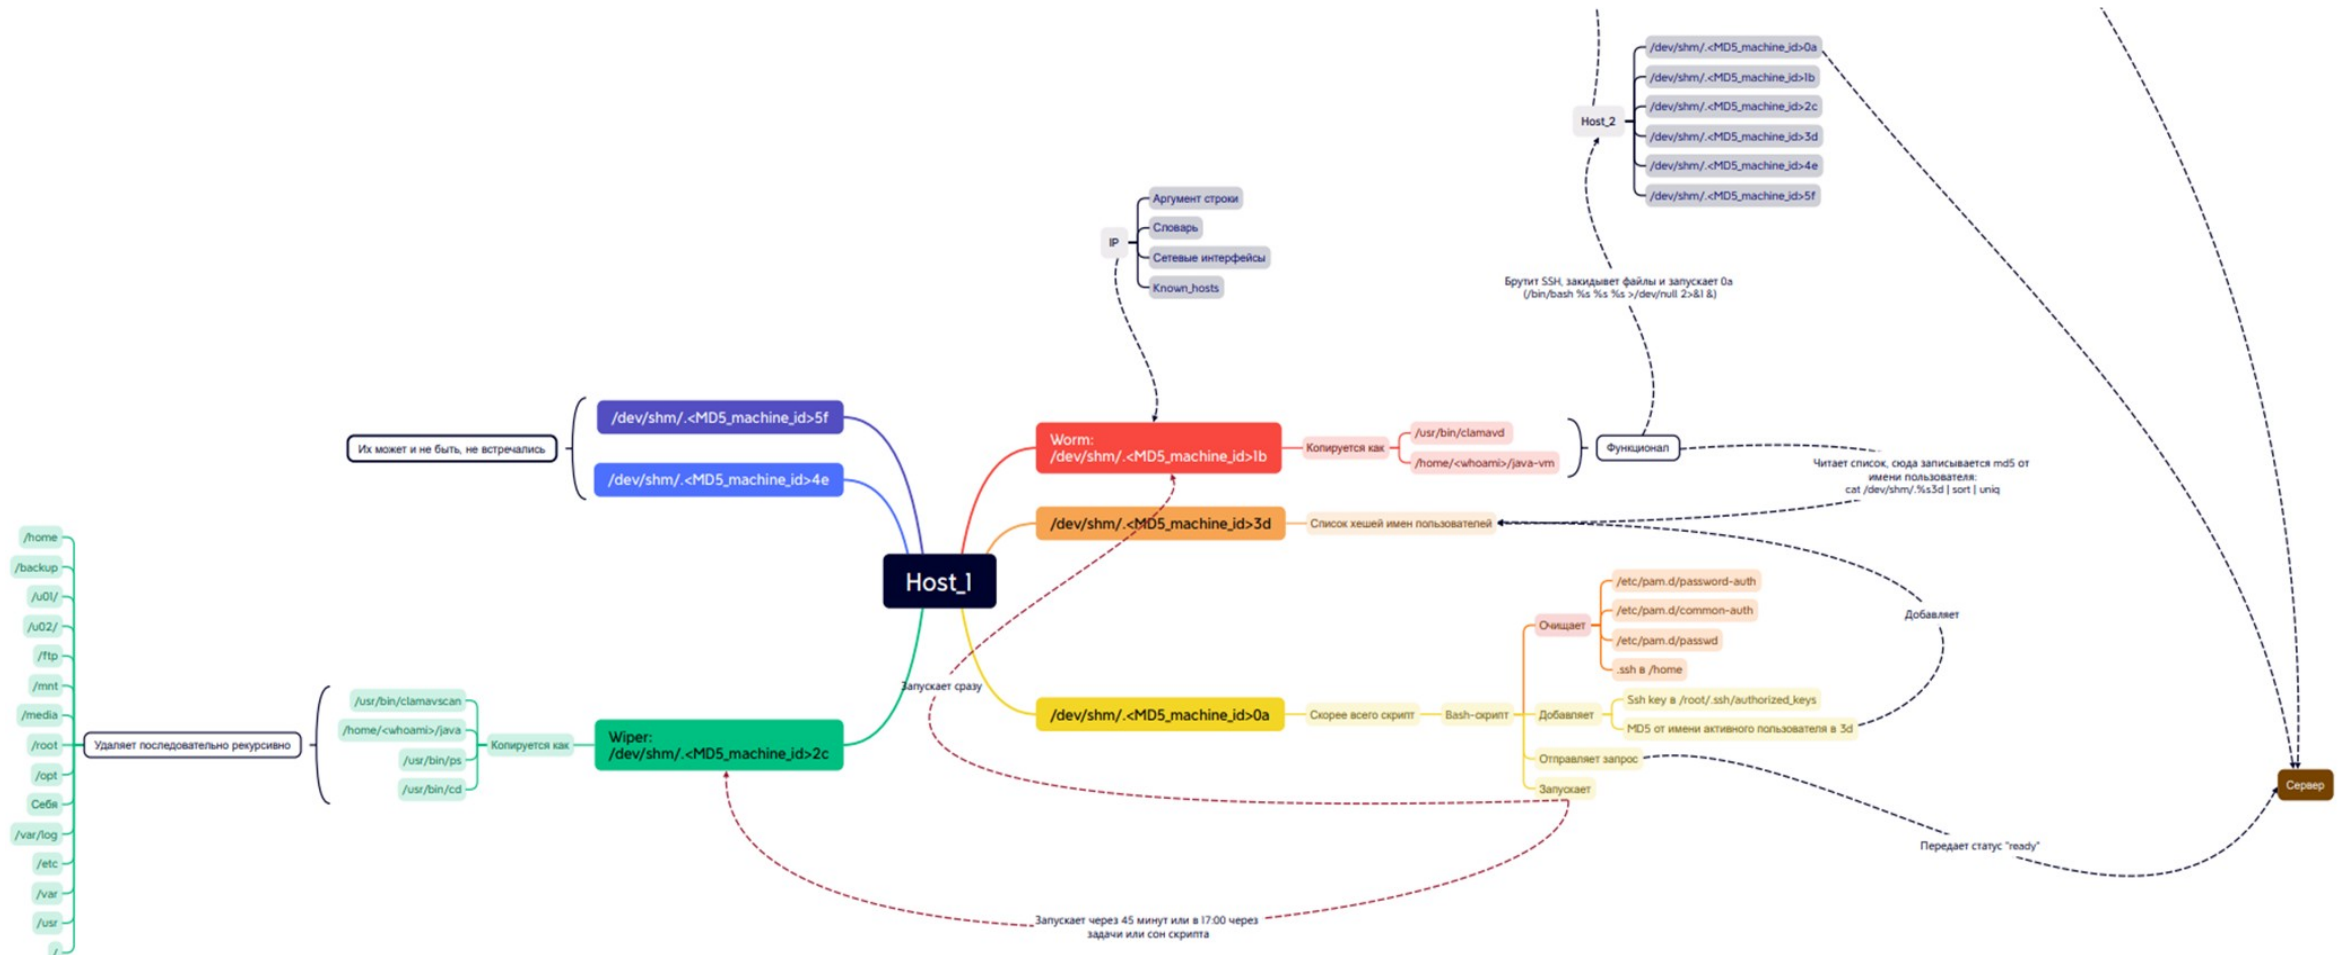 /dev/shm/.<MD5_machine_id>0a
/dev/shm/.<MD5_machine_id>1b
/dev/shm/.<MD5_machine_id>2c
Host_2
/dev/shm/.<MD5_machine_id>3d
/dev/shm/.<MD5_machine_id>4e
/dev/shm/.<MD5_machine_id>5f
IP
Аргумент строки
Словарь
Сетевые интерфейсы
Known_hosts
Брутит SSH, закидывет файлы и запускает 0a
(/bin/bash %s %s %s >/dev/null 2>&1 &)
Их может и не быть, не встречались
/dev/shm/.<MD5_machine_id>5f
/dev/shm/.<MD5_machine_id>4e
Worm:
/dev/shm/.<MD5_machine_id>1b
Копируется как
/usr/bin/clamavd
/home/<whoami>/java-vm
Функционал
Читает список, сюда записывается md5 от
имени пользователя:
cat /dev/shm/.%s3d | sort | uniq
/dev/shm/.<MD5_machine_id>3d
Список хешей имен пользователей
Host_1
Добавляет
/dev/shm/.<MD5_machine_id>0a
Скорее всего скрипт
Bash-скрипт
Очищает
/etc/pam.d/password-auth
/etc/pam.d/common-auth
/etc/pam.d/passwd
.ssh в /home
Добавляет
Ssh key в /root/.ssh/authorized_keys
MD5 от имени активного пользователя в 3d
Отправляет запрос
Запускает
Запускает сразу
Wiper:
/dev/shm/.<MD5_machine_id>2c
Копируется как
/usr/bin/clamavscan
/home/<whoami>/java
/usr/bin/ps
/usr/bin/cd
Удаляет последовательно рекурсивно
/home
/backup
/u01/
/u02/
/ftp
/mnt
/media
/root
/opt
Себя
/var/log
/etc
/var
/usr
/
Запускает через 45 минут или в 17:00 через
задачи или сон скрипта
Передает статус "ready"
Сервер